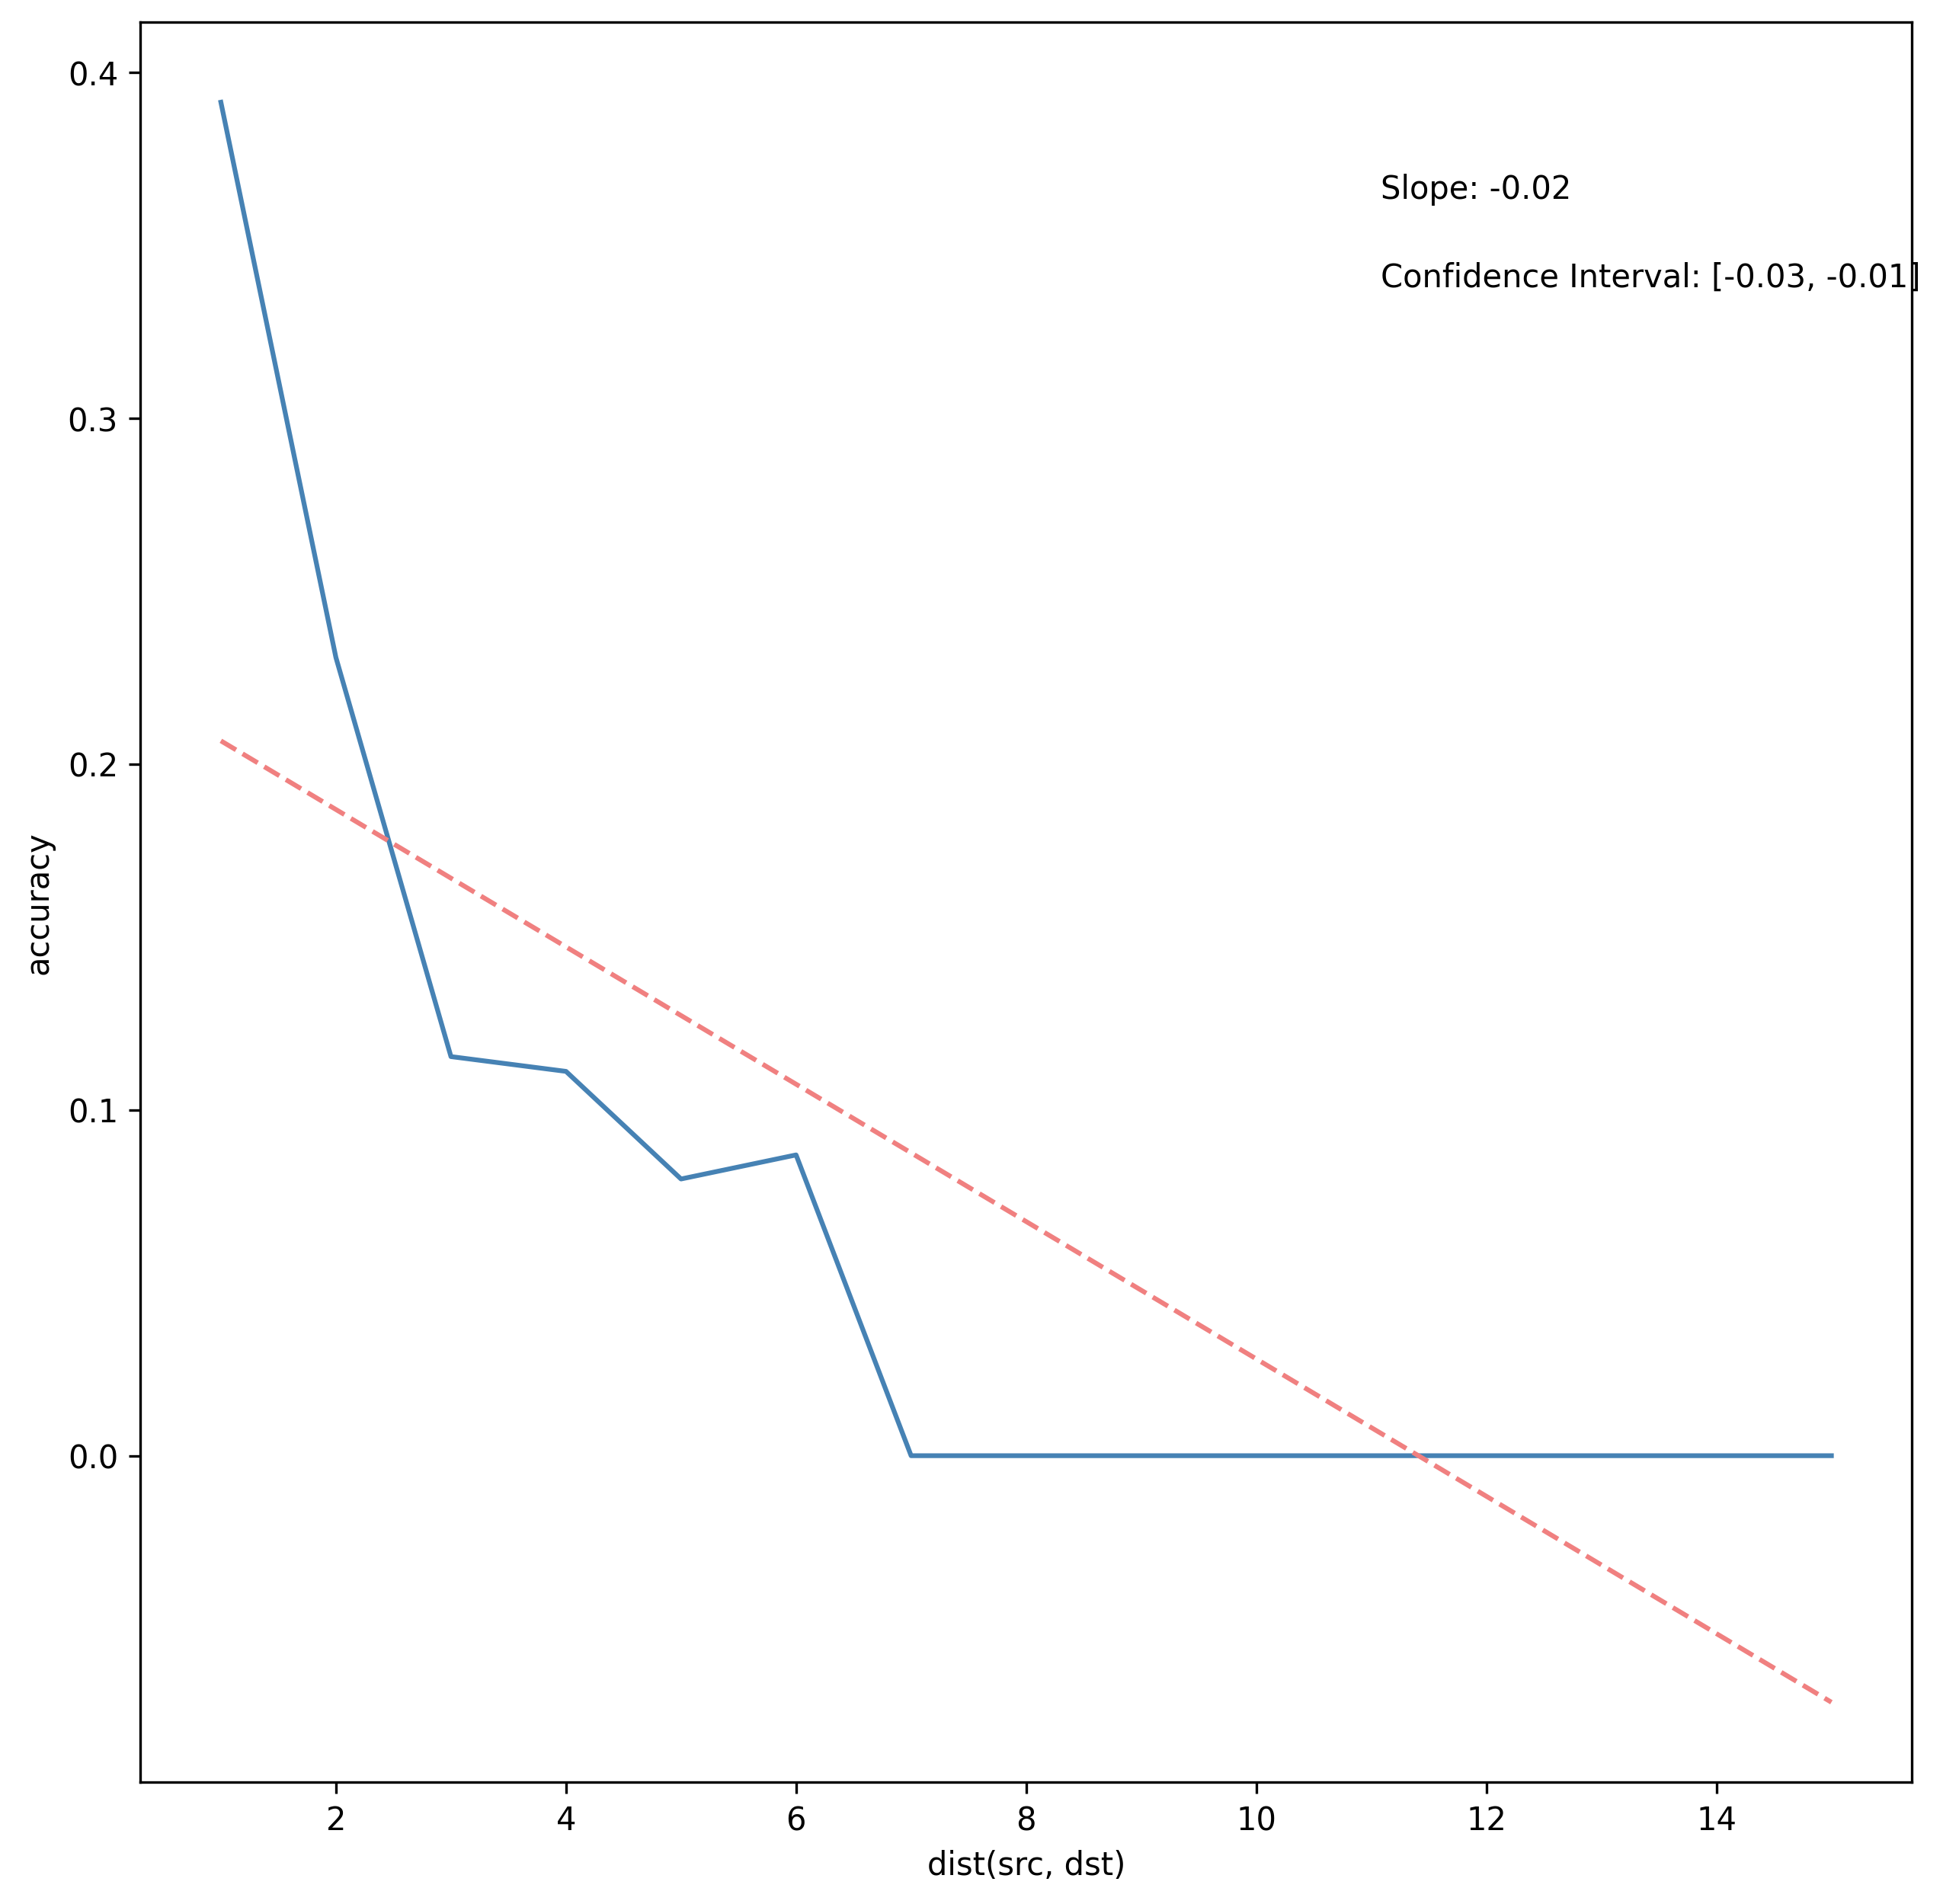 0.4
0.3
0.2
0.1
0.0
accuracy
Slope: -0.02
Confidence Interval: [-0.03, -0.01]
2 4 6 8 10 12 14
dist(src, dst)